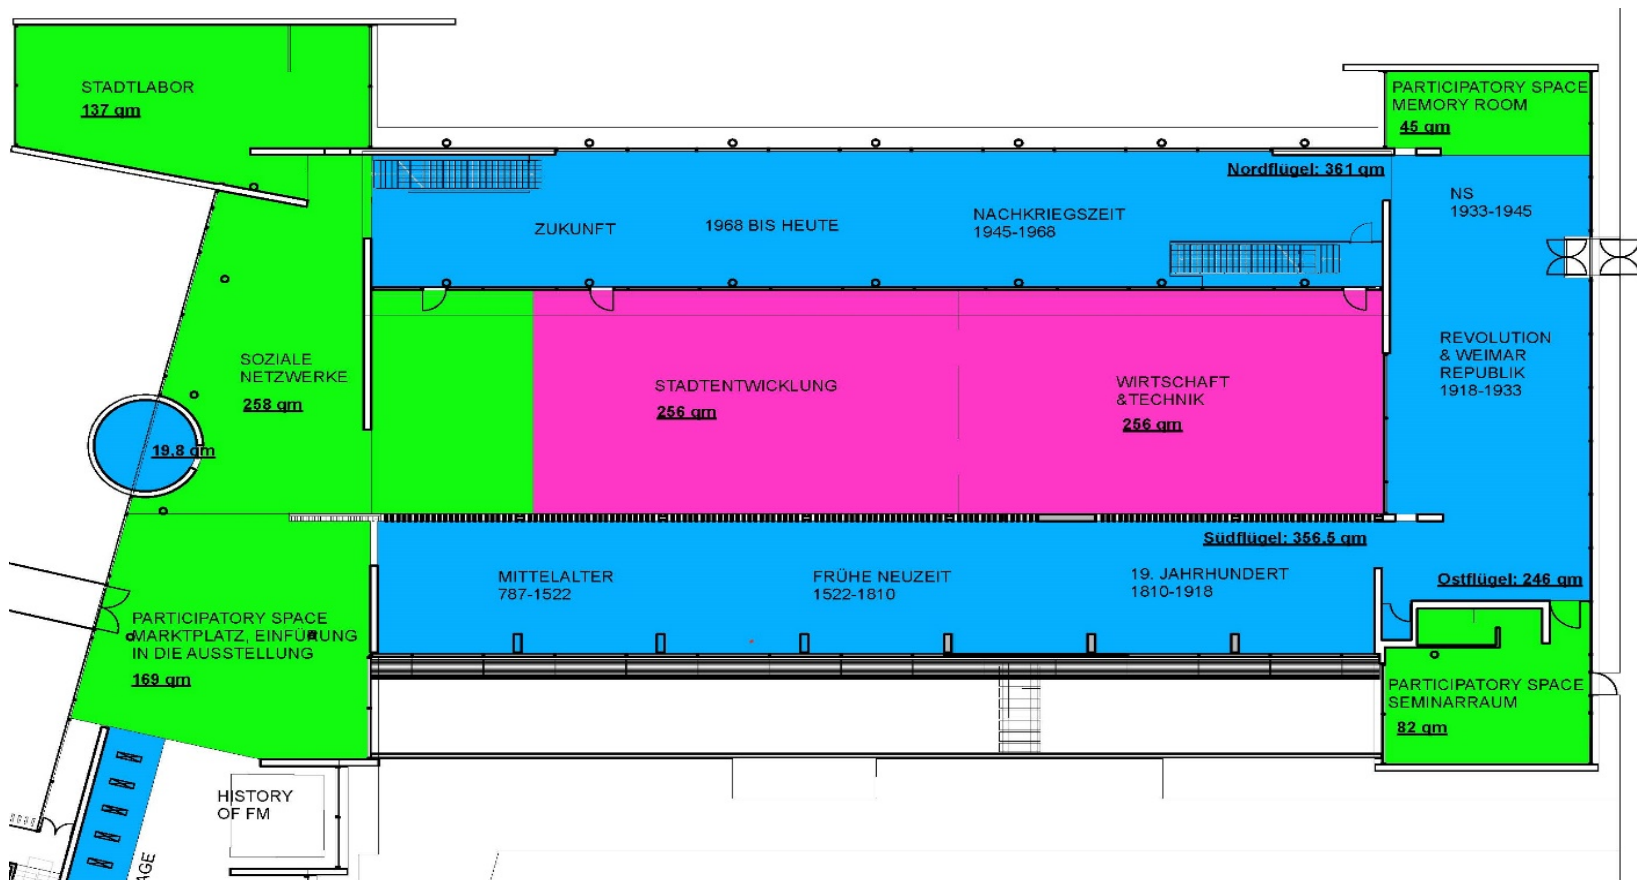 STADTLABOR
137 qm
PARTICIPATORY SPACE
MEMORY ROOM
45 qm
Nordflügel: 361 qm
NS
1933-1945
ZUKUNFT
1968 BIS HEUTE
NACHKRIEGSZEIT
1945-1968
SOZIALE
NETZWERKE
258 qm
STADTENTWICKLUNG
256 qm
WIRTSCHAFT
&TECHNIK
256 qm
REVOLUTION
& WEIMAR
REPUBLIK
1918-1933
19,8 qm
Südflügel: 356.5 qm
MITTELALTER
787-1522
FRÜHE NEUZEIT
1522-1810
19. JAHRHUNDERT
1810-1918
Ostflügel: 246 qm
PARTICIPATORY SPACE
MARKTPLATZ, EINFÜRUNG
IN DIE AUSSTELLUNG
169 qm
PARTICIPATORY SPACE
SEMINARRAUM
82 qm
HISTORY
OF FM
AGE